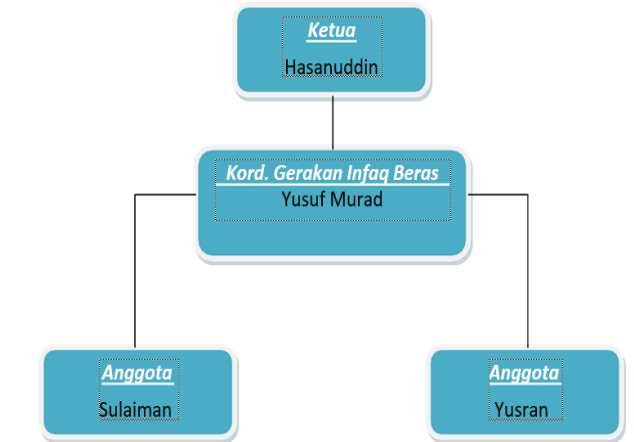 Ketua
Hasanuddin
Kord. Gerakan Infaq Beras
Yusuf Murad
Anggota
Sulaiman
Anggota
Yusran